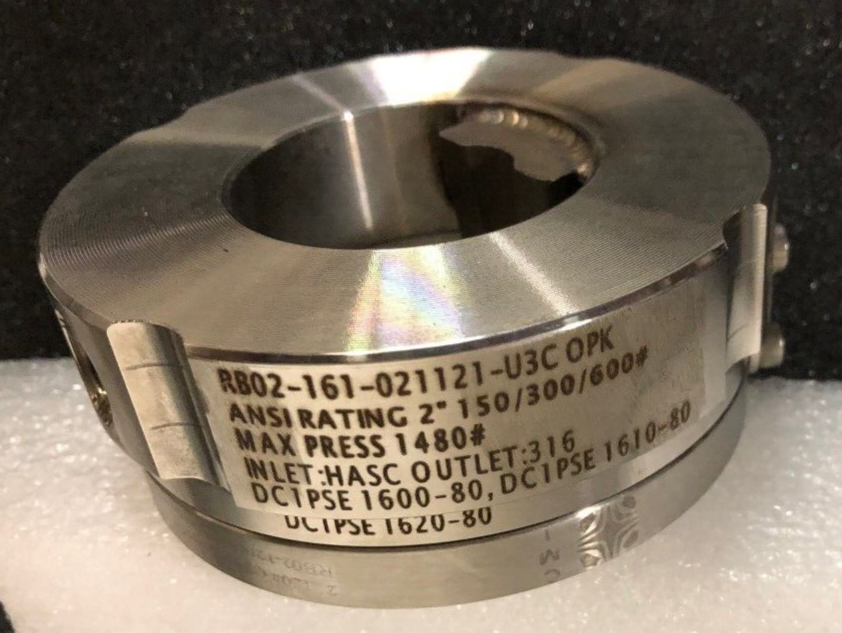 RB02-161-021121-U3C OPK
ANSI RATING 2" 150/300/600#
MAX PRESS 1480#
INLET:HASC OUTLET:316
DC1PSE 1600-80, DC1PSE 1610-80
DC1PSE 1620-80